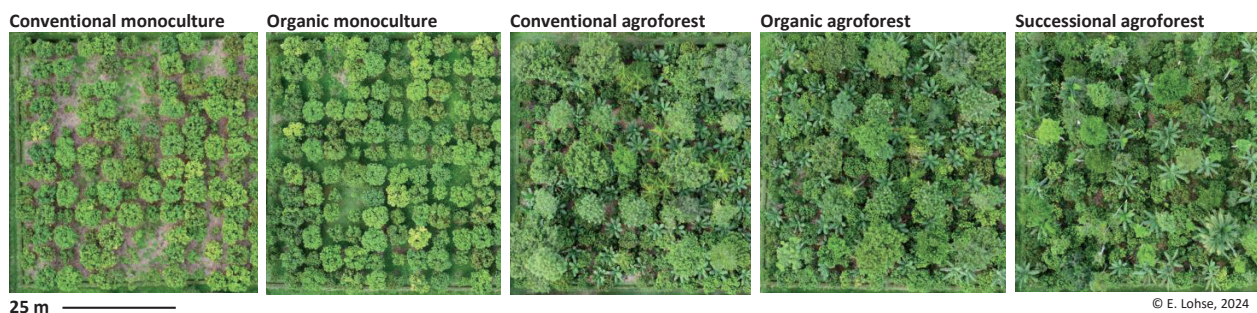 Conventional monoculture
Organic monoculture
Conventional agroforest
Organic agroforest
Successional agroforest
25 m
© E. Lohse, 2024